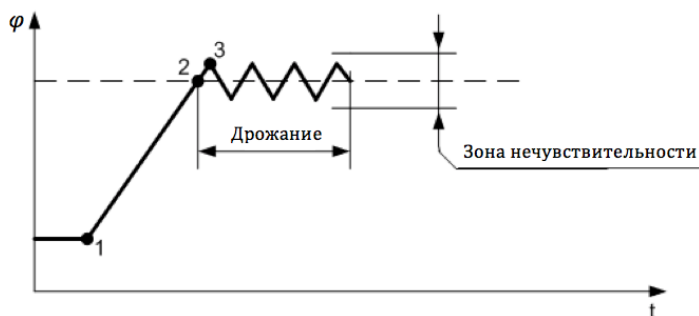 φ
3
2
Дрожание
Зона нечувствительности
1
t